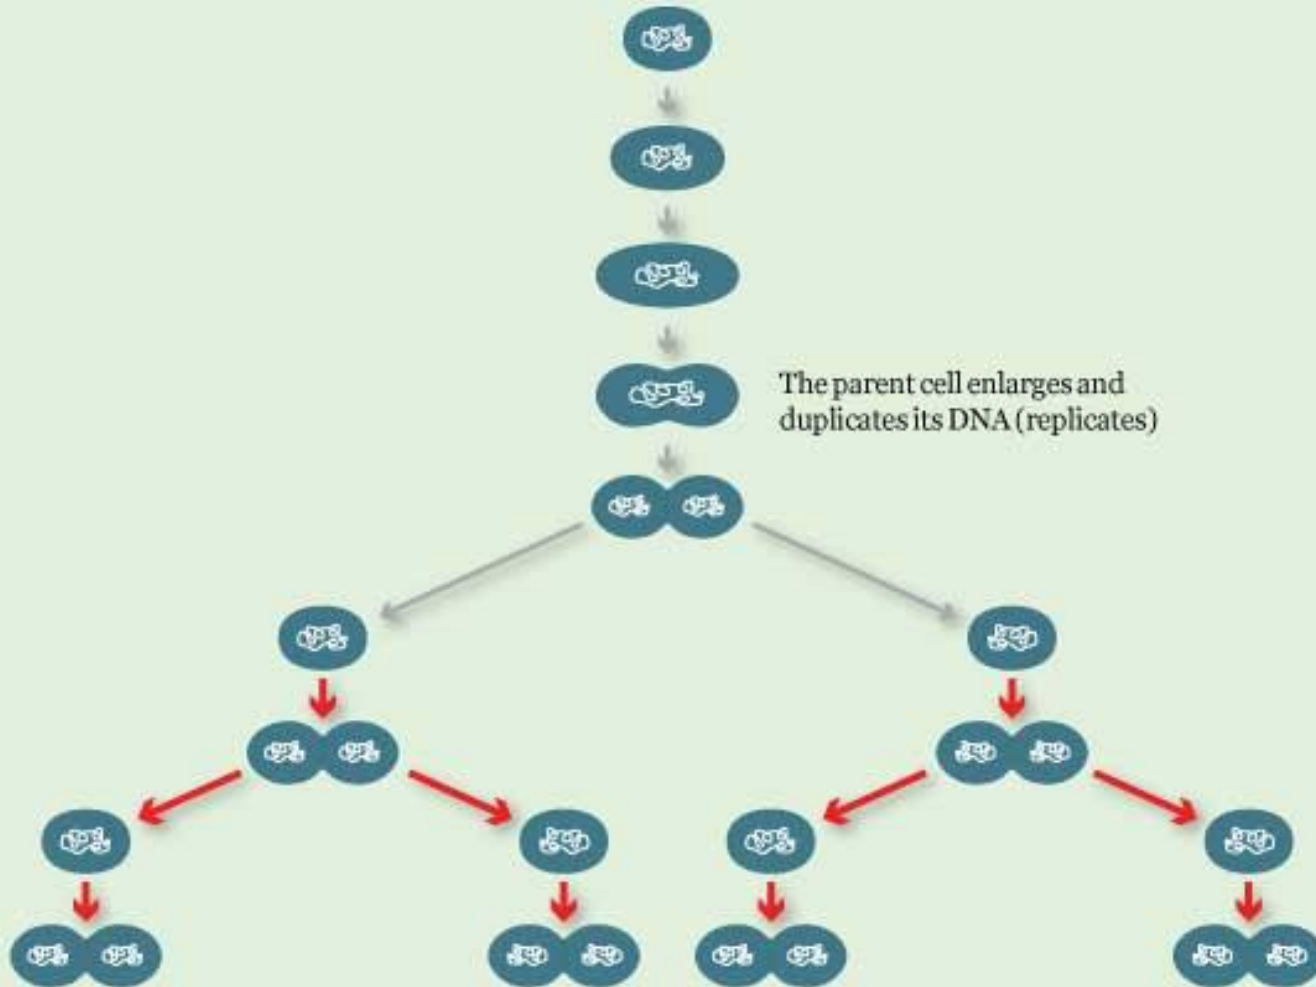 The parent cell enlarges and
duplicates its DNA (replicates)